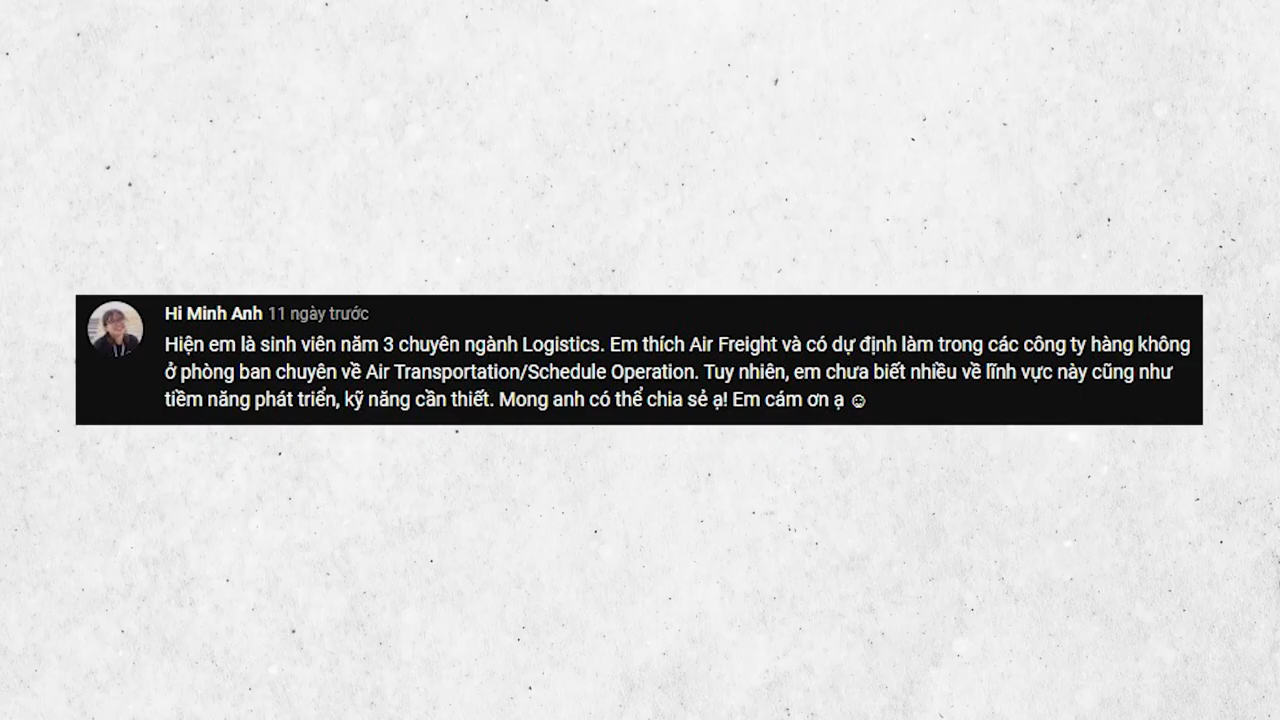 Hi Minh Anh 11 ngày trước
Hiện em là sinh viên năm 3 chuyên ngành Logistics. Em thích Air Freight và có dự định làm trong các công ty hàng không
ở phòng ban chuyên về Air Transportation/Schedule Operation. Tuy nhiên, em chưa biết nhiều về lĩnh vực này cũng như
tiềm năng phát triển, kỹ năng cần thiết. Mong anh có thể chia sẻ ạ! Em cám ơn ạ ☺